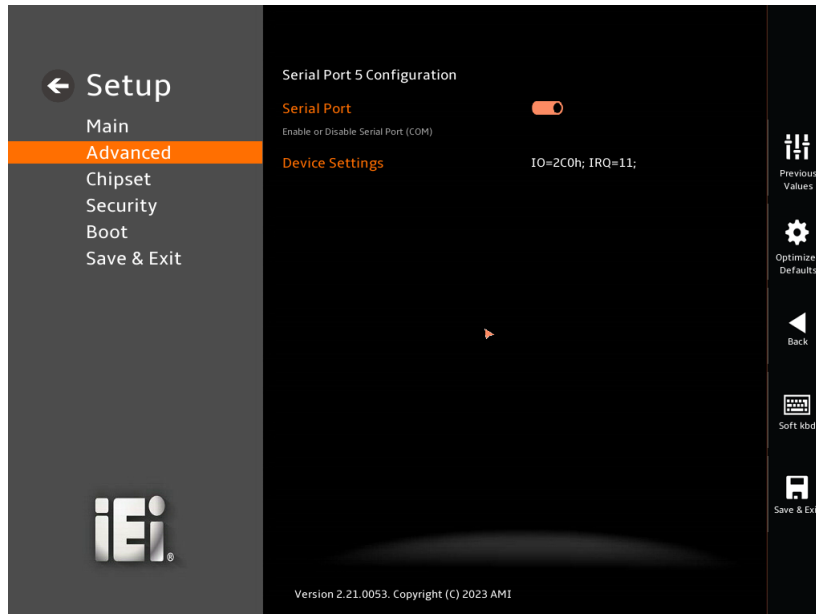 Setup
Main
Advanced
Chipset
Security
Boot
Save & Exit
iEi
®
Serial Port 5 Configuration
Serial Port
Enable or Disable Serial Port (COM)
Device Settings IO=2C0h; IRQ=11;
Version 2.21.0053. Copyright (C) 2023 AMI
Previous
Values
Optimize
Defaults
Back
Soft kbd
Save & Exi